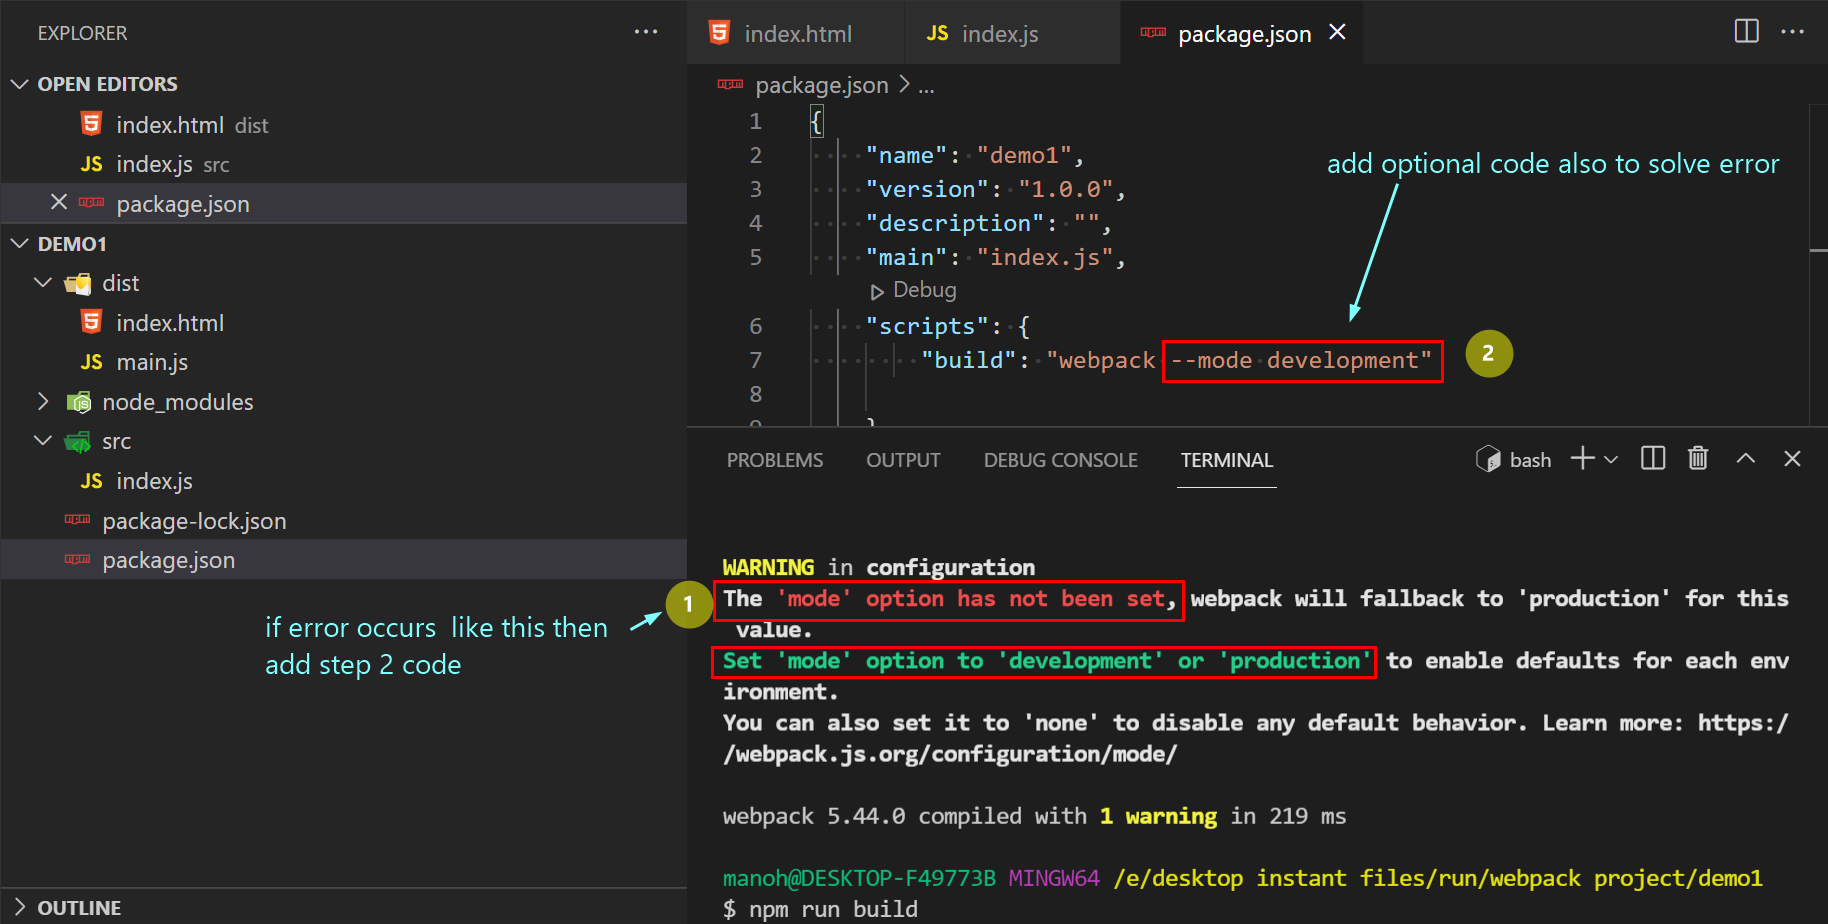 EXPLORER
OPEN EDITORS
index.html dist
JS index.js src
package.json
DEMO1
dist
index.html
JS main.js
node_modules
src
JS index.js
package-lock.json
package.json
if error occurs like this then
add step 2 code
OUTLINE
index.html
JS index.js
package.json
package.json > ...
1 {
2 "name": "demo1",
3 "version": "1.0.0",
4 "description": "",
5 "main": "index.js",
Debug
6 "scripts": {
7 "build": "webpack --mode development"
8
9 }
add optional code also to solve error
2
PROBLEMS OUTPUT DEBUG CONSOLE TERMINAL
bash
WARNING in configuration
1
The 'mode' option has not been set, webpack will fallback to 'production' for this
value.
Set 'mode' option to 'development' or 'production' to enable defaults for each env
ironment.
You can also set it to 'none' to disable any default behavior. Learn more: https:/
/webpack.js.org/configuration/mode/
webpack 5.44.0 compiled with 1 warning in 219 ms
manoh@DESKTOP-F49773B MINGW64 /e/desktop instant files/run/webpack project/demo1
$ npm run build